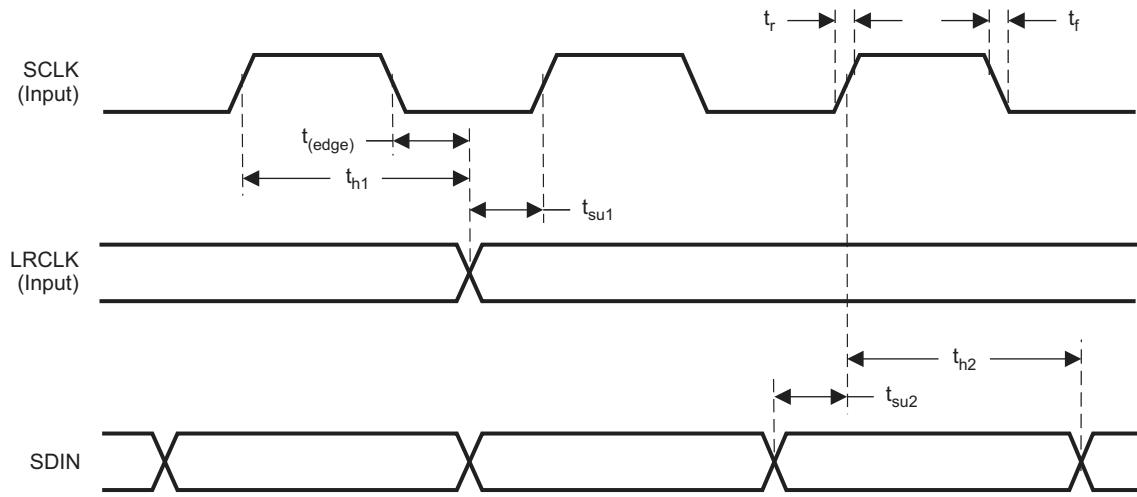 t_r
t_f
SCLK
(Input)
t_(edge)
t_h1
t_su1
LRCLK
(Input)
t_h2
t_su2
SDIN